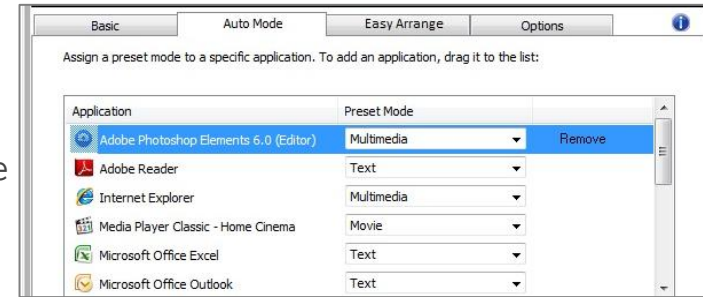 Basic Auto Mode Easy Arrange Options
Assign a preset mode to a specific application. To add an application, drag it to the list:
Application Preset Mode
Adobe Photoshop Elements 6.0 (Editor) Multimedia Remove
e Adobe Reader Text
Internet Explorer Multimedia
Media Player Classic - Home Cinema Movie
Microsoft Office Excel Text
Microsoft Office Outlook Text